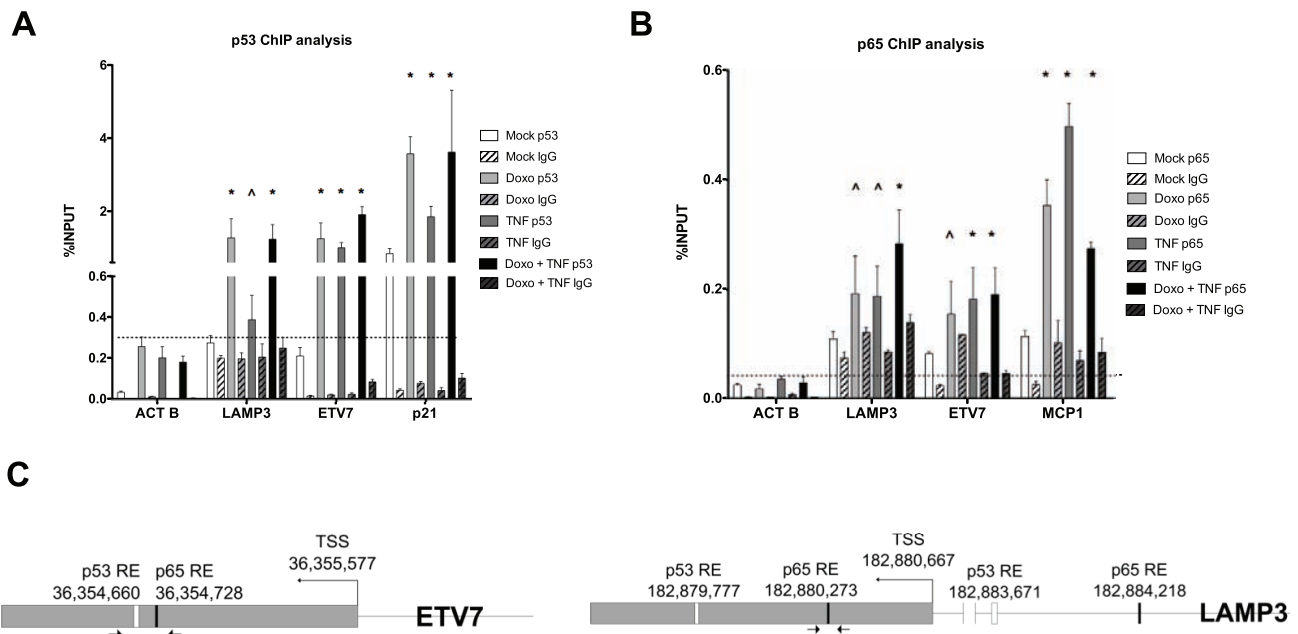 A
p53 ChIP analysis
%INPUT
6
4
2
0.6
0.4
0.2
0.0
* ^ *
* * *
* * *
ACT B LAMP3 ETV7 p21
Mock p53
Mock IgG
Doxo p53
Doxo IgG
TNF p53
TNF IgG
Doxo + TNF p53
Doxo + TNF IgG
B
p65 ChIP analysis
%INPUT
0.6
0.4
0.2
0.0
^ ^ *
^ * *
* * *
ACT B LAMP3 ETV7 MCP1
Mock p65
Mock IgG
Doxo p65
Doxo IgG
TNF p65
TNF IgG
Doxo + TNF p65
Doxo + TNF IgG
C
p53 RE
36,354,660
p65 RE
36,354,728
TSS
36,355,577
ETV7
p53 RE
182,879,777
p65 RE
182,880,273
TSS
182,880,667
p53 RE
182,883,671
p65 RE
182,884,218
LAMP3